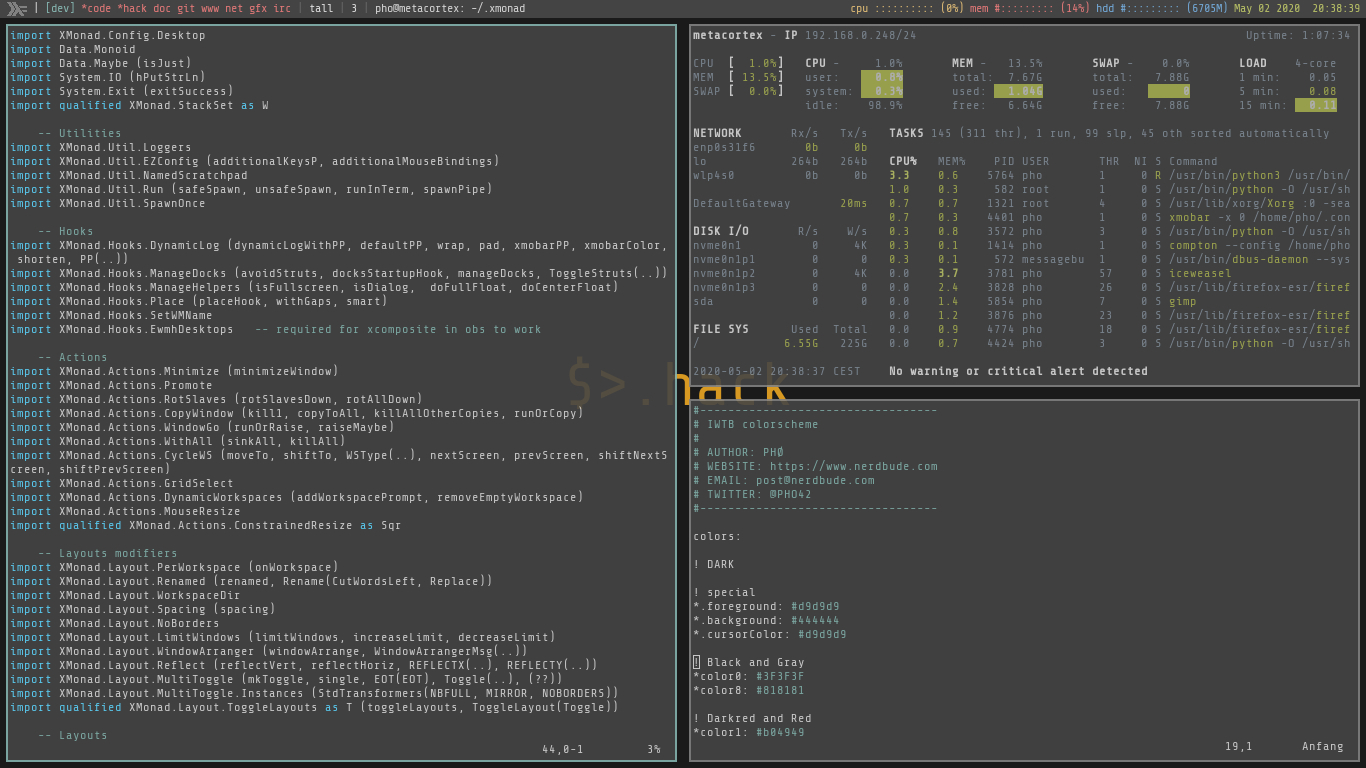 | [dev] *code *hack doc git www net gfx irc | tall | 3 | pho@metacortex: ~/.xmonad
cpu :::::::::: (0%) mem #::::::::: (14%) hdd #::::::::: (6705M) May 02 2020 20:38:39
import XMonad.Config.Desktop
import Data.Monoid
import Data.Maybe (isJust)
import System.IO (hPutStrLn)
import System.Exit (exitSuccess)
import qualified XMonad.StackSet as W
-- Utilities
import XMonad.Util.Loggers
import XMonad.Util.EZConfig (additionalKeysP, additionalMouseBindings)
import XMonad.Util.NamedScratchpad
import XMonad.Util.Run (safeSpawn, unsafeSpawn, runInTerm, spawnPipe)
import XMonad.Util.SpawnOnce
-- Hooks
import XMonad.Hooks.DynamicLog (dynamicLogWithPP, defaultPP, wrap, pad, xmobarPP, xmobarColor,
shorten, PP(..))
import XMonad.Hooks.ManageDocks (avoidStruts, docksStartupHook, manageDocks, ToggleStruts(..))
import XMonad.Hooks.ManageHelpers (isFullscreen, isDialog,  doFullFloat, doCenterFloat)
import XMonad.Hooks.Place (placeHook, withGaps, smart)
import XMonad.Hooks.SetWMName
import XMonad.Hooks.EwmhDesktops   -- required for xcomposite in obs to work
-- Actions
import XMonad.Actions.Minimize (minimizeWindow)
import XMonad.Actions.Promote
import XMonad.Actions.RotSlaves (rotSlavesDown, rotAllDown)
import XMonad.Actions.CopyWindow (kill1, copyToAll, killAllOtherCopies, runOrCopy)
import XMonad.Actions.WindowGo (runOrRaise, raiseMaybe)
import XMonad.Actions.WithAll (sinkAll, killAll)
import XMonad.Actions.CycleWS (moveTo, shiftTo, WSType(..), nextScreen, prevScreen, shiftNextS
creen, shiftPrevScreen)
import XMonad.Actions.GridSelect
import XMonad.Actions.DynamicWorkspaces (addWorkspacePrompt, removeEmptyWorkspace)
import XMonad.Actions.MouseResize
import qualified XMonad.Actions.ConstrainedResize as Sqr
-- Layouts modifiers
import XMonad.Layout.PerWorkspace (onWorkspace)
import XMonad.Layout.Renamed (renamed, Rename(CutWordsLeft, Replace))
import XMonad.Layout.WorkspaceDir
import XMonad.Layout.Spacing (spacing)
import XMonad.Layout.NoBorders
import XMonad.Layout.LimitWindows (limitWindows, increaseLimit, decreaseLimit)
import XMonad.Layout.WindowArranger (windowArrange, WindowArrangerMsg(..))
import XMonad.Layout.Reflect (reflectVert, reflectHoriz, REFLECTX(..), REFLECTY(..))
import XMonad.Layout.MultiToggle (mkToggle, single, EOT(EOT), Toggle(..), (??))
import XMonad.Layout.MultiToggle.Instances (StdTransformers(NBFULL, MIRROR, NOBORDERS))
import qualified XMonad.Layout.ToggleLayouts as T (toggleLayouts, ToggleLayout(Toggle))
-- Layouts
44,0-1 3%
$>.hack
metacortex - IP 192.168.0.248/24 Uptime: 1:07:34
CPU [ 1.0%] CPU - 1.0% MEM - 13.5% SWAP - 0.0% LOAD 4-core
MEM [ 13.5%] user: 0.8% total: 7.67G total: 7.88G 1 min: 0.05
SWAP [ 0.0%] system: 0.3% used: 1.04G used: 0 5 min: 0.08
idle: 98.9% free: 6.64G free: 7.88G 15 min: 0.11
NETWORK Rx/s Tx/s TASKS 145 (311 thr), 1 run, 99 slp, 45 oth sorted automatically
enp0s31f6 0b 0b
lo 264b 264b CPU% MEM% PID USER THR NI S Command
wlp4s0 0b 0b 3.3 0.6 5764 pho 1 0 R /usr/bin/python3 /usr/bin/
1.0 0.3 582 root 1 0 S /usr/bin/python -O /usr/sh
DefaultGateway 20ms 0.7 0.7 1321 root 4 0 S /usr/lib/xorg/Xorg :0 -sea
0.7 0.3 4401 pho 1 0 S xmobar -x 0 /home/pho/.con
DISK I/O R/s W/s 0.3 0.8 3572 pho 3 0 S /usr/bin/python -O /usr/sh
nvme0n1 0 4K 0.3 0.1 1414 pho 1 0 S compton --config /home/pho
nvme0n1p1 0 0 0.3 0.1 572 messagebu 1 0 S /usr/bin/dbus-daemon --sys
nvme0n1p2 0 4K 0.0 3.7 3781 pho 57 0 S iceweasel
nvme0n1p3 0 0 0.0 2.4 3828 pho 26 0 S /usr/lib/firefox-esr/firef
sda 0 0 0.0 1.4 5854 pho 7 0 S gimp
0.0 1.2 3876 pho 23 0 S /usr/lib/firefox-esr/firef
FILE SYS Used Total 0.0 0.9 4774 pho 18 0 S /usr/lib/firefox-esr/firef
/ 6.55G 225G 0.0 0.7 4424 pho 3 0 S /usr/bin/python -O /usr/sh
2020-05-02 20:38:37 CEST No warning or critical alert detected
#----------------------------------
# IWTB colorscheme
#
# AUTHOR: PHØ
# WEBSITE: https://www.nerdbude.com
# EMAIL: post@nerdbude.com
# TWITTER: @PHO42
#----------------------------------
colors:
! DARK
! special
*.foreground: #d9d9d9
*.background: #444444
*.cursorColor: #d9d9d9
! Black and Gray
*color0: #3F3F3F
*color8: #818181
! Darkred and Red
*color1: #b04949
19,1 Anfang